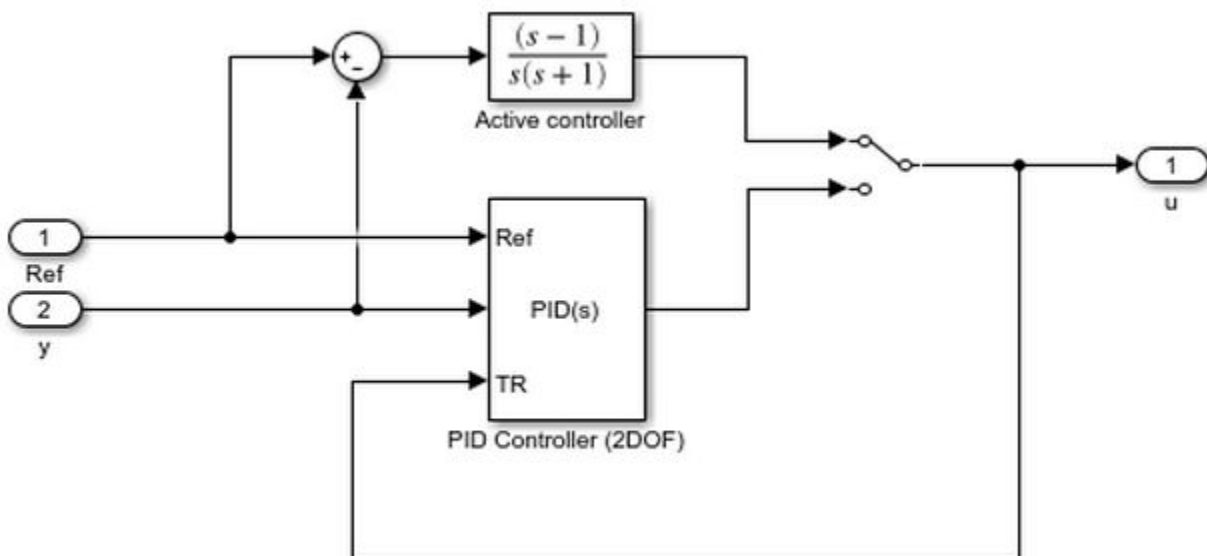 +
−
(s − 1)
s(s + 1)
Active controller
1
Ref
2
y
Ref
PID(s)
TR
PID Controller (2DOF)
1
u